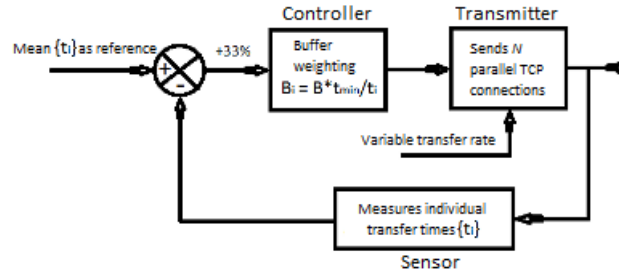 Controller
Transmitter
Mean {tᵢ} as reference
+33%
+
-
Buffer
weighting
Bᵢ = B*tₘᵢₙ/tᵢ
Sends N
parallel TCP
connections
Variable transfer rate
Measures individual
transfer times {tᵢ}
Sensor